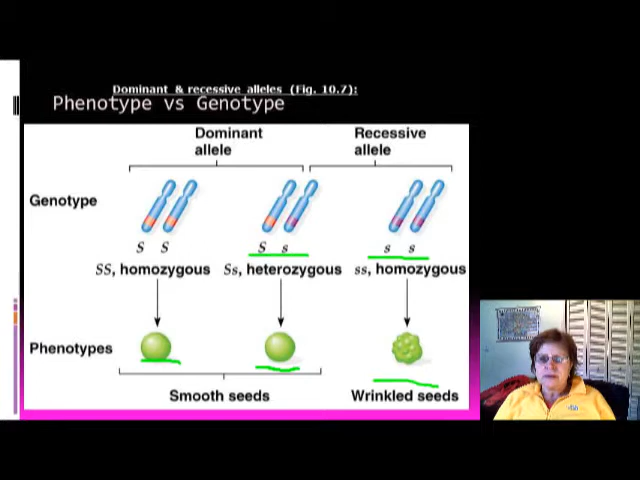 Dominant & recessive alleles (Fig. 10.7):
Phenotype vs Genotype
Dominant allele
Recessive allele
Genotype
S S
S s
s s
SS, homozygous
Ss, heterozygous
ss, homozygous
Phenotypes
Smooth seeds
Wrinkled seeds